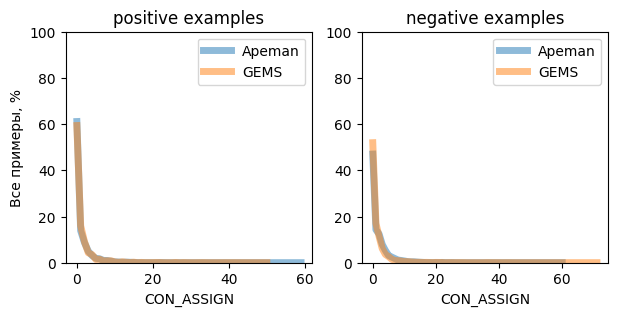 positive examples
negative examples
Все примеры, %
100
80
60
40
20
0
Apeman
GEMS
0
20
40
60
CON_ASSIGN
100
80
60
40
20
0
Apeman
GEMS
0
20
40
60
CON_ASSIGN